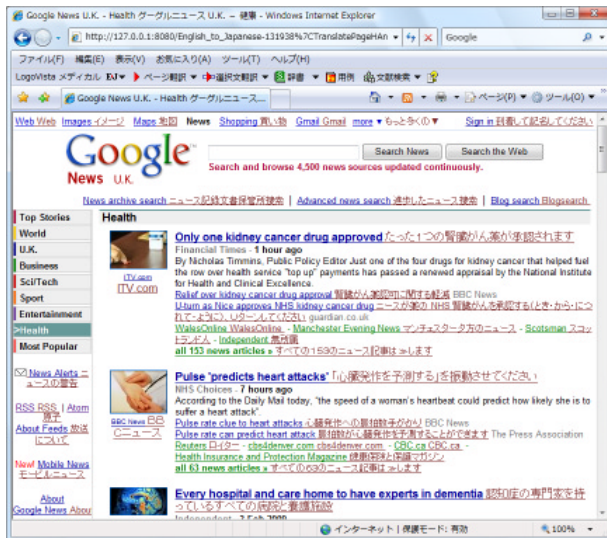 Google News U.K. - Health グーグルニュース U.K. – 健康 - Windows Internet Explorer
http://127.0.0.1:8080/English_to_Japanese-131938%7CTranslatePageHAn
Google
ファイル(F) 編集(E) 表示(V) お気に入り(A) ツール(T) ヘルプ(H)
LogoVista メディカル EJ ページ翻訳 選択文翻訳 辞書 用例 文献検索
Google News U.K. - Health グーグルニュース...
ページ(P) ツール(O)
Web Web Images イメージ Maps 地図 News Shopping 買い物 Gmail Gmail more ▼ もっと多くの▼ Sign in 到着して記名してください
Google
News U.K.
Search News Search the Web
Search and browse 4,500 news sources updated continuously.
News archive search ニュース記録文書保管所捜索 | Advanced news search 進歩したニュース捜索 | Blog search Blogsearch
Top Stories
World
U.K.
Business
Sci/Tech
Sport
Entertainment
>Health
Most Popular
News Alerts ニュースの警告
RSS RSS | Atom 原子
About Feeds 放送について
New! Mobile News モービルニュース
About
Google News Abou
Health
Only one kidney cancer drug approved たった1つの腎臓がん薬が承認されます
Financial Times - 1 hour ago
By Nicholas Timmins, Public Policy Editor Just one of the four drugs for kidney cancer that helped fuel
the row over health service "top up" payments has passed a renewed appraisal by the National Institute
for Health and Clinical Excellence.
ITV.com
ITV.com
Relief over kidney cancer drug approval 腎臓がん薬認可に関する軽減 BBC News
U-turn as Nice approves NHS kidney cancer drug ニースが薬の NHS 腎臓がんを承認する(とき・から・につ
れて・ように)、Uターンしてください guardian.co.uk
WalesOnline WalesOnline - Manchester Evening News マンチェスター夕方のニュース - Scotsman スコッ
トランド人 - Independent 無所属
all 153 news articles » すべての153のニュース記事は≫します
Pulse 'predicts heart attacks' 「心臓発作を予測する」を振動させてください
NHS Choices - 7 hours ago
According to the Daily Mail today, "the speed of a woman's heartbeat could predict how likely she is to
suffer a heart attack".
BBC News BBCニュース
Pulse rate clue to heart attacks 心臓発作への脈拍数手がかり BBC News
Pulse rate can predict heart attack 脈拍数が心臓発作を予測することができます The Press Association
Reuters ロイター - cbs4denver.com cbs4denver.com - CBC.ca CBC.ca -
Health Insurance and Protection Magazine 健康保険と保護マガジン
all 63 news articles » すべての63のニュース記事は≫します
Every hospital and care home to have experts in dementia 認知症の専門家を持
っているすべての病院と養護施設
Independent - 2 Feb 2009
インターネット | 保護モード: 有効 100%